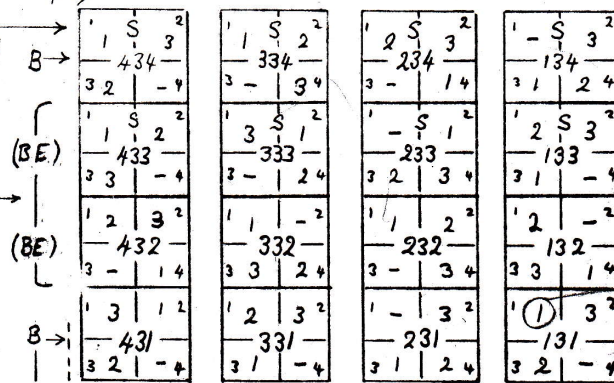 1 S 2 1 S 2 1 S 2 1 S 2
1 3 1 2 2 3 - 3
B→ 434 334 234 134
3 2 - 4 3 - 3 4 3 - 1 4 3 1 2 4
1 S 2 1 S 2 1 S 2 1 S 2
1 2 3 1 - 1 2 3
(BE) 433 333 233 133
3 3 - 4 3 - 2 4 3 2 3 4 3 1 - 4
1 2 3 2 1 1 - 2 1 1 2 2 1 2 - 2
(BE) 432 332 232 132
3 - 1 4 3 3 2 4 3 - 3 4 3 3 1 4
1 3 1 2 1 2 3 2 1 - 3 2 1 1 3 2
B→ 431 331 231 131
3 2 - 4 3 1 - 4 3 1 2 4 3 2 - 4